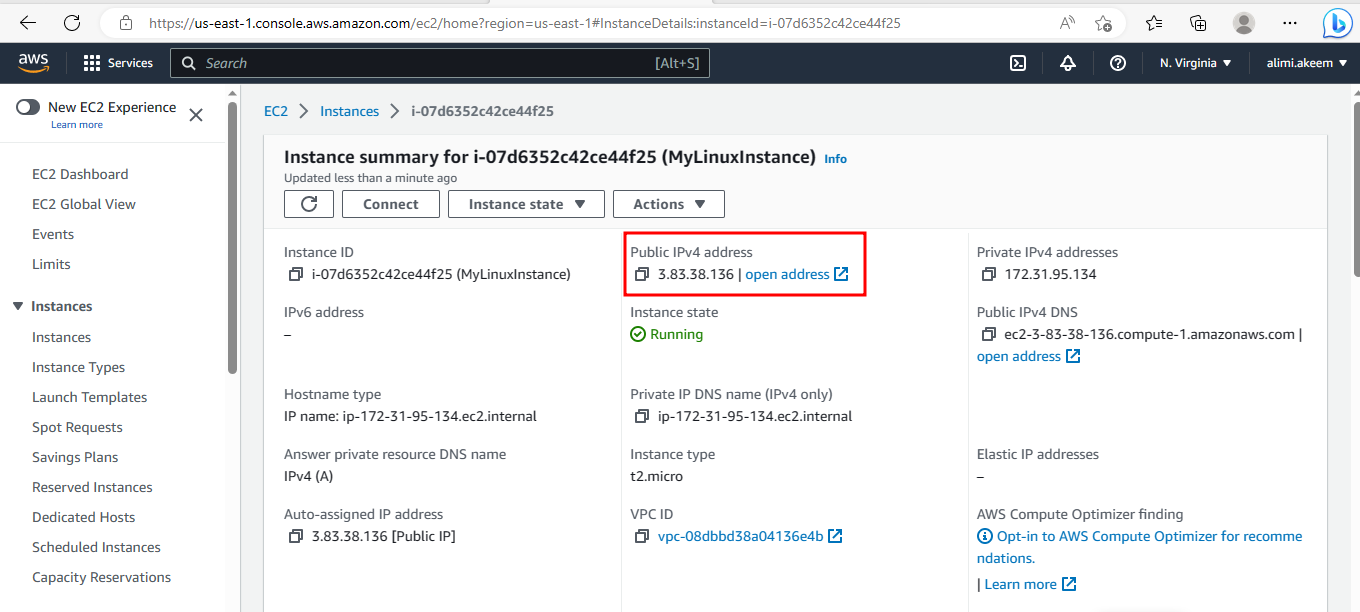 https://us-east-1.console.aws.amazon.com/ec2/home?region=us-east-1#InstanceDetails:instanceId=i-07d6352c42ce44f25
aws
Services
Search
[Alt+S]
N. Virginia
alimi.akeem
New EC2 Experience
Learn more
EC2 Dashboard
EC2 Global View
Events
Limits
Instances
Instances
Instance Types
Launch Templates
Spot Requests
Savings Plans
Reserved Instances
Dedicated Hosts
Scheduled Instances
Capacity Reservations
EC2 > Instances > i-07d6352c42ce44f25
Instance summary for i-07d6352c42ce44f25 (MyLinuxInstance) Info
Updated less than a minute ago
Connect
Instance state
Actions
Instance ID
i-07d6352c42ce44f25 (MyLinuxInstance)
Public IPv4 address
3.83.38.136 | open address
Private IPv4 addresses
172.31.95.134
IPv6 address
–
Instance state
Running
Public IPv4 DNS
ec2-3-83-38-136.compute-1.amazonaws.com |
open address
Hostname type
IP name: ip-172-31-95-134.ec2.internal
Private IP DNS name (IPv4 only)
ip-172-31-95-134.ec2.internal
Answer private resource DNS name
IPv4 (A)
Instance type
t2.micro
Elastic IP addresses
–
Auto-assigned IP address
3.83.38.136 [Public IP]
VPC ID
vpc-08dbbd38a04136e4b
AWS Compute Optimizer finding
Opt-in to AWS Compute Optimizer for recomme
ndations.
| Learn more